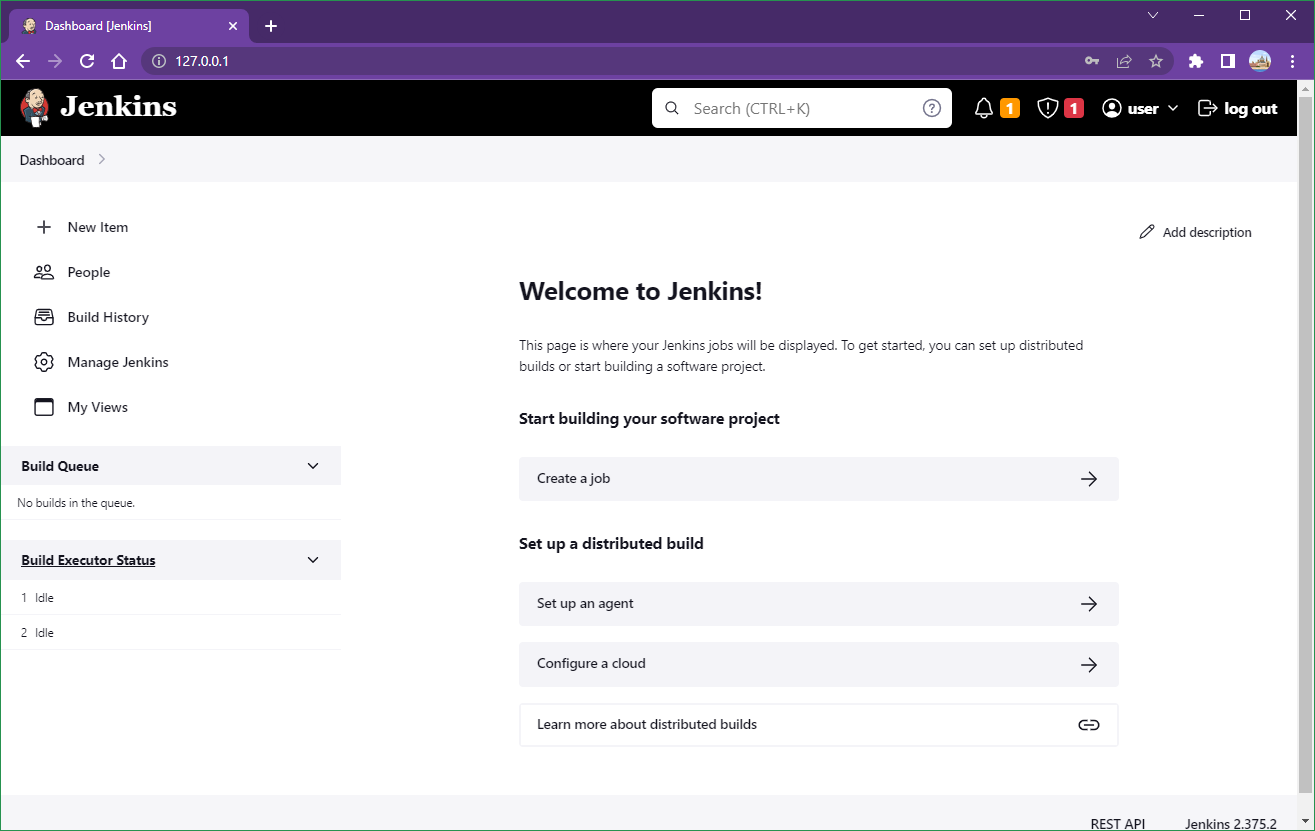 Dashboard [Jenkins]
127.0.0.1
Jenkins
Search (CTRL+K)
1
1
user
log out
Dashboard
New Item
People
Build History
Manage Jenkins
My Views
Build Queue
No builds in the queue.
Build Executor Status
1 Idle
2 Idle
Add description
Welcome to Jenkins!
This page is where your Jenkins jobs will be displayed. To get started, you can set up distributed
builds or start building a software project.
Start building your software project
Create a job
Set up a distributed build
Set up an agent
Configure a cloud
Learn more about distributed builds
REST API
Jenkins 2.375.2